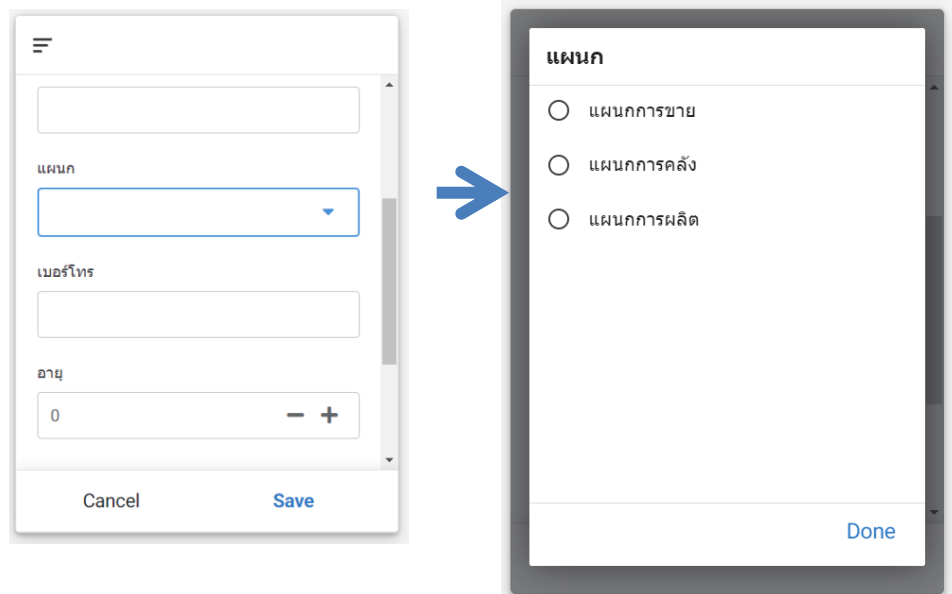 แผนก
เบอร์โทร
อายุ
0
Cancel
Save
แผนก
แผนกการขาย
แผนกการคลัง
แผนกการผลิต
Done